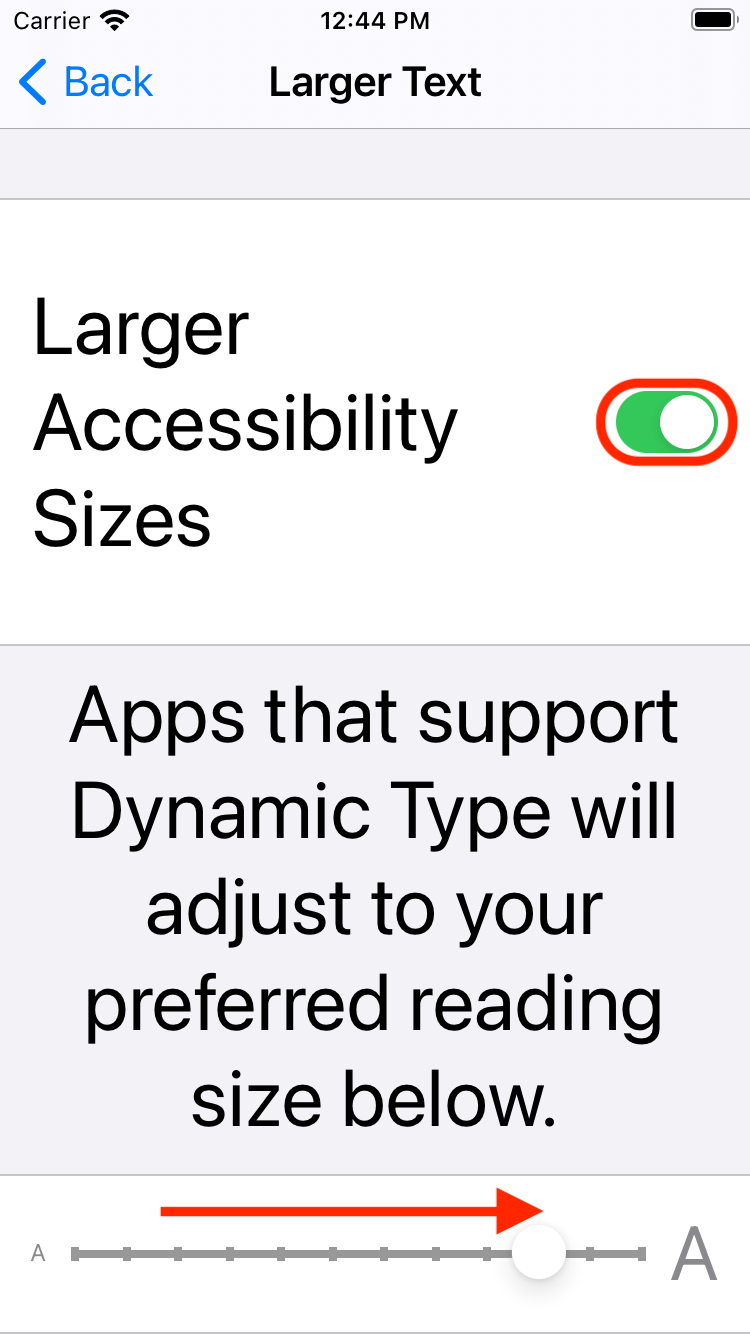 Carrier 12:44 PM
Back Larger Text
Larger
Accessibility
Sizes
Apps that support
Dynamic Type will
adjust to your
preferred reading
size below.
A A